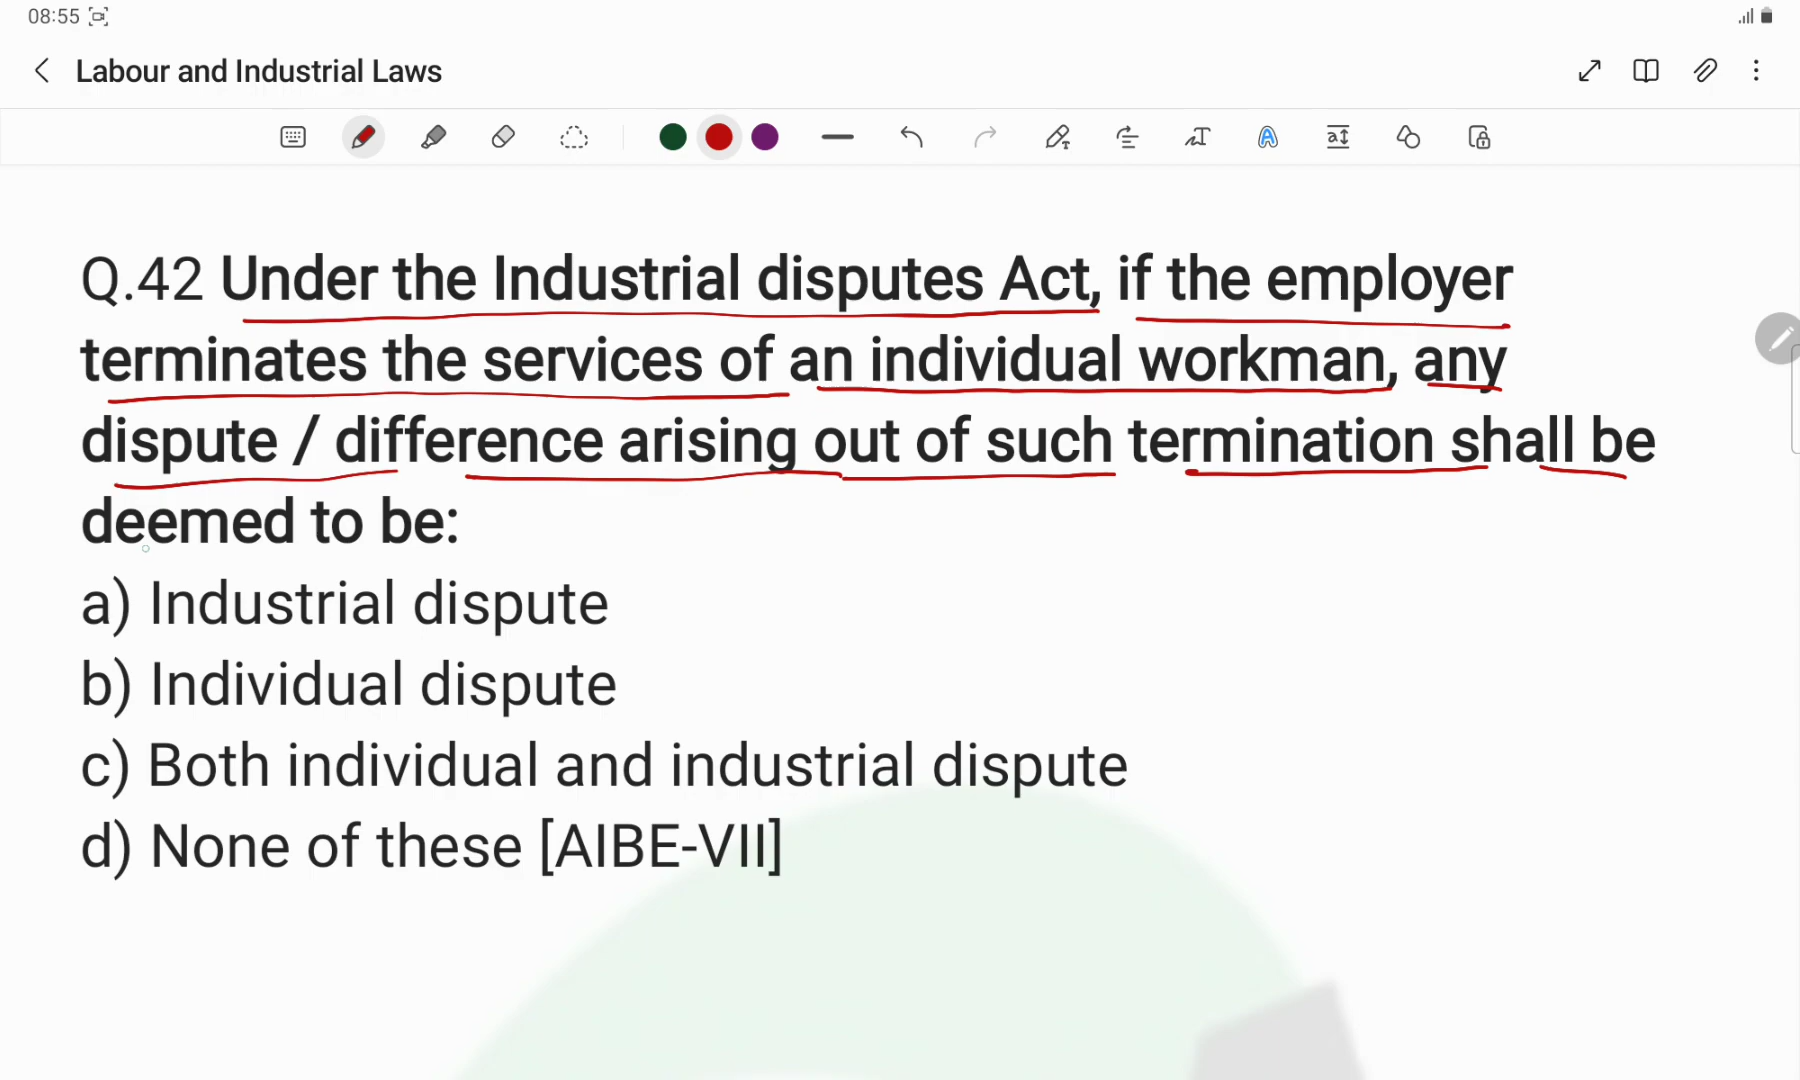 08:55
Labour and Industrial Laws
Q.42 Under the Industrial disputes Act, if the employer
terminates the services of an individual workman, any
dispute / difference arising out of such termination shall be
deemed to be:
a) Industrial dispute
b) Individual dispute
c) Both individual and industrial dispute
d) None of these [AIBE-VII]